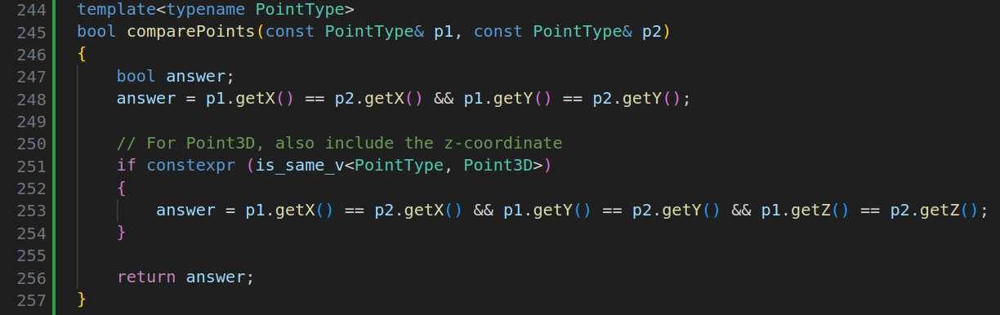 244 template<typename PointType>
245 bool comparePoints(const PointType& p1, const PointType& p2)
246 {
247     bool answer;
248     answer = p1.getX() == p2.getX() && p1.getY() == p2.getY();
249
250     // For Point3D, also include the z-coordinate
251     if constexpr (is_same_v<PointType, Point3D>)
252     {
253         answer = p1.getX() == p2.getX() && p1.getY() == p2.getY() && p1.getZ() == p2.getZ();
254     }
255
256     return answer;
257 }